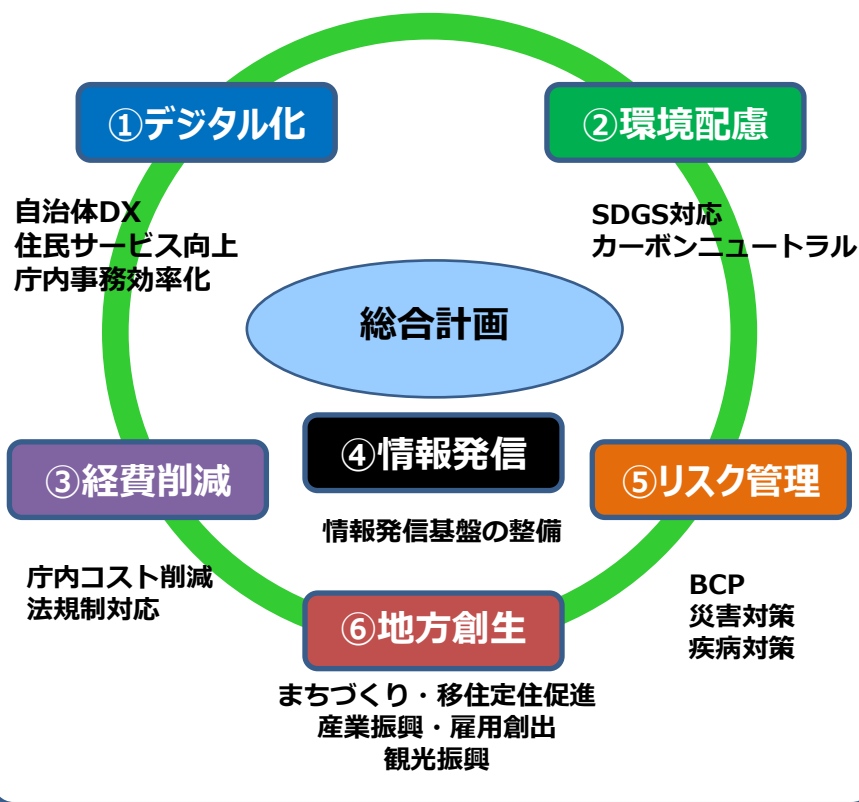 ①デジタル化
②環境配慮
自治体DX
住民サービス向上
庁内事務効率化
SDGS対応
カーボンニュートラル
総合計画
③経費削減
④情報発信
⑤リスク管理
情報発信基盤の整備
庁内コスト削減
法規制対応
BCP
災害対策
疾病対策
⑥地方創生
まちづくり・移住定住促進
産業振興・雇用創出
観光振興